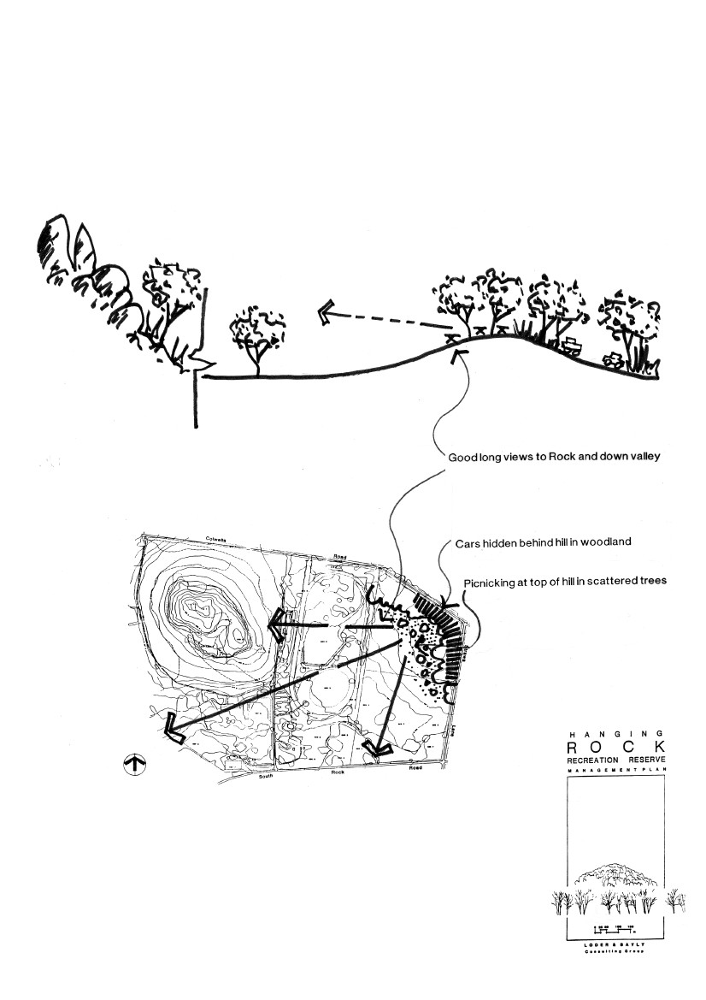 Good long views to Rock and down valley
Colwells
Road
Cars hidden behind hill in woodland
Picnicking at top of hill in scattered trees
Lane
South
Rock
Road
HANGING
ROCK
RECREATION RESERVE
MANAGEMENT PLAN
LODER & BAYLY
Consulting Group